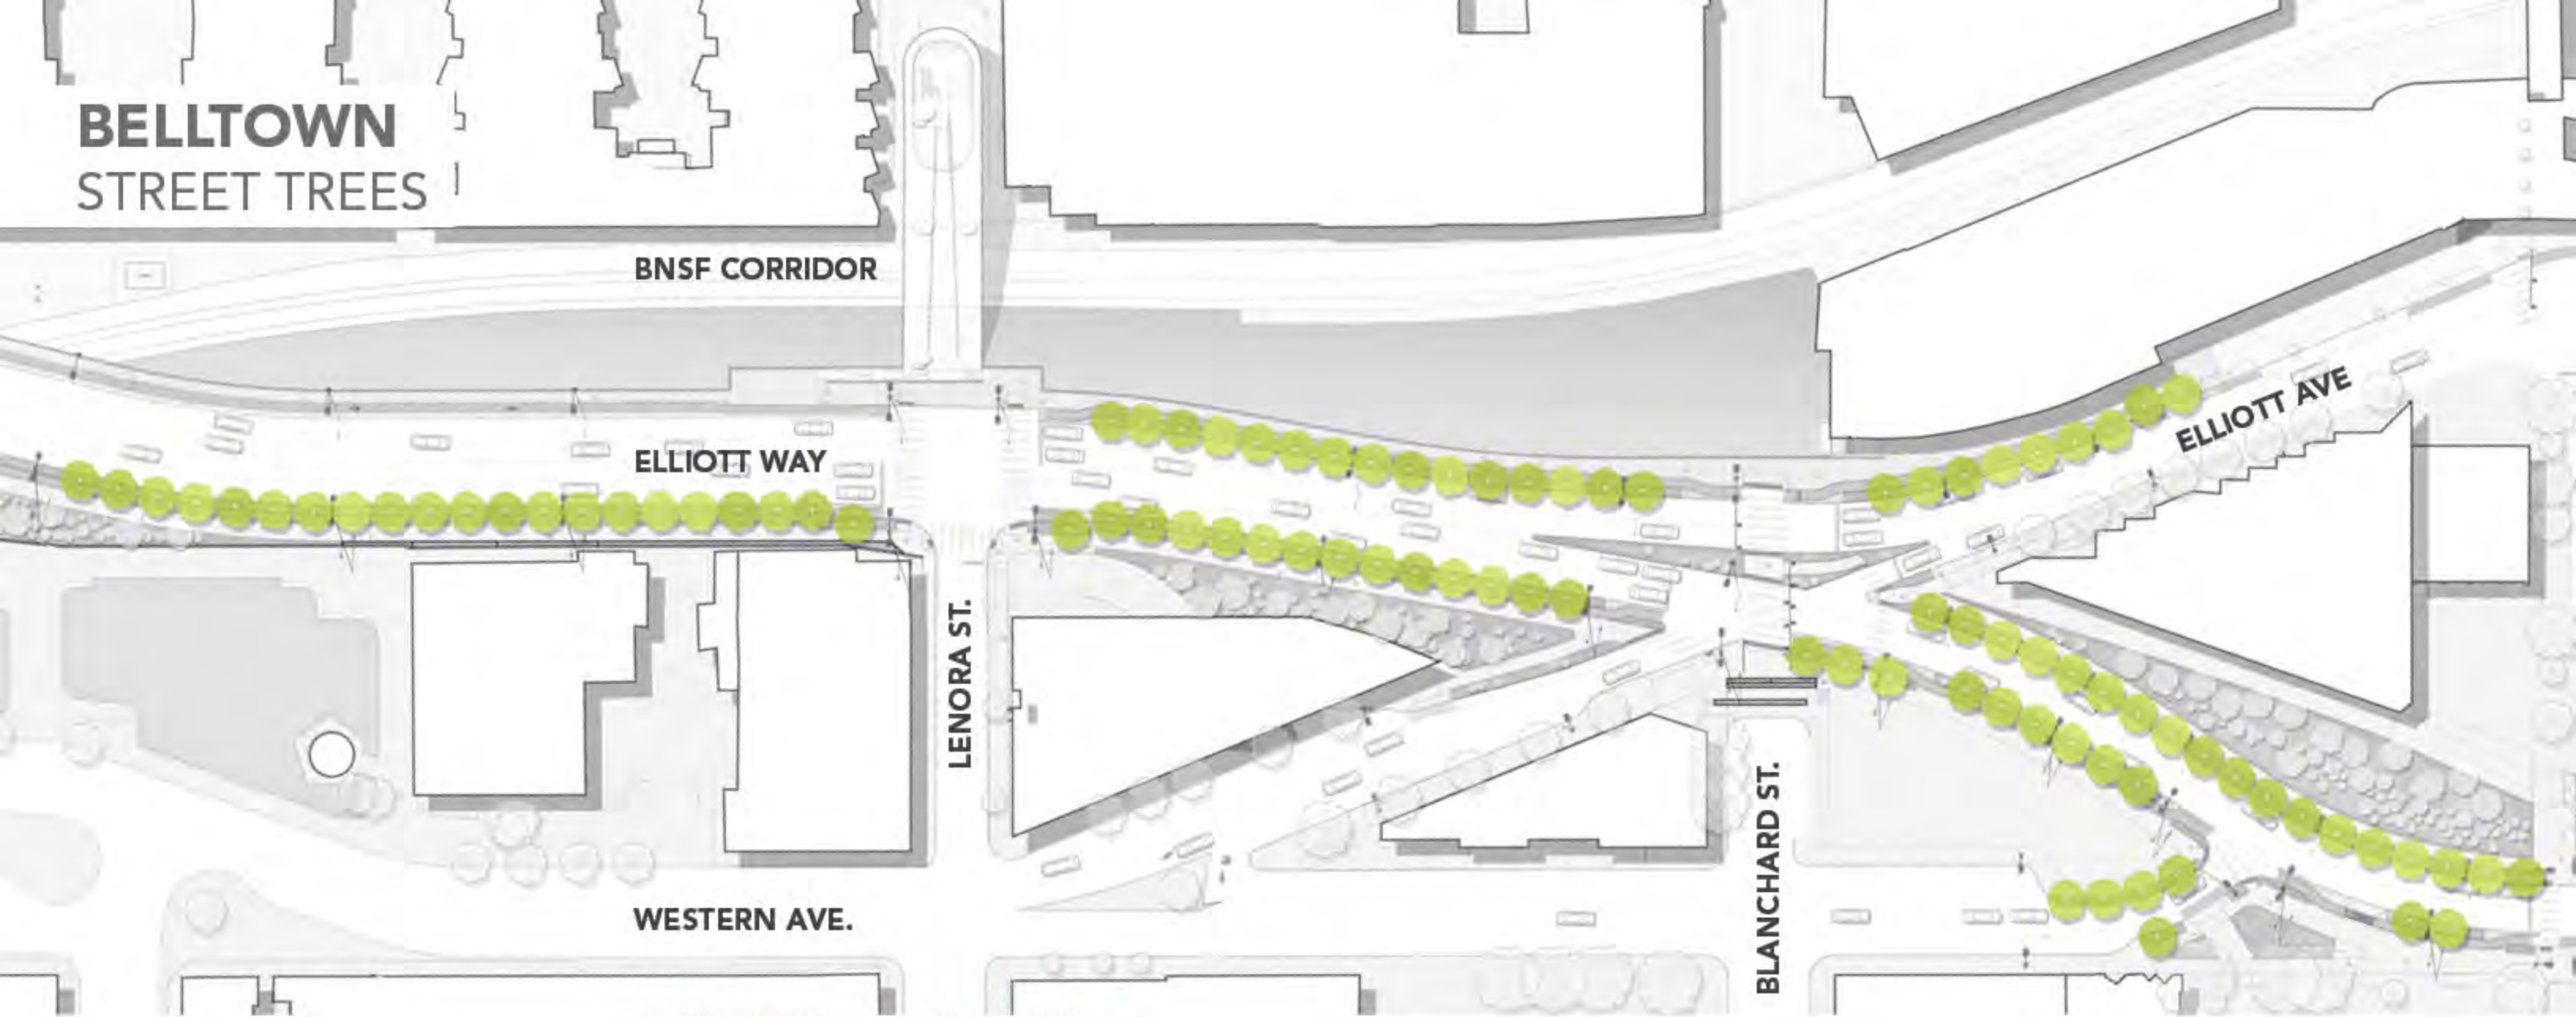 BELLTOWN
STREET TREES
BNSF CORRIDOR
ELLIOTT WAY
ELLIOTT AVE
LENORA ST.
BLANCHARD ST.
WESTERN AVE.